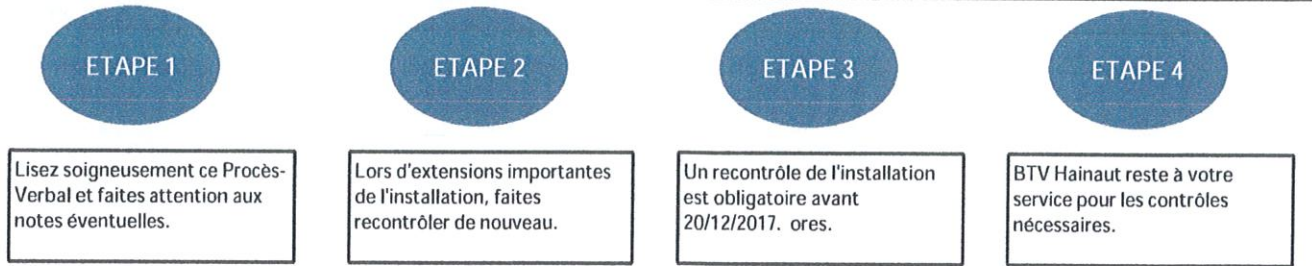 ETAPE 1
Lisez soigneusement ce Procès-
Verbal et faites attention aux
notes éventuelles.
ETAPE 2
Lors d'extensions importantes
de l'installation, faites
recontrôler de nouveau.
ETAPE 3
Un recontrôle de l'installation
est obligatoire avant
20/12/2017. ores.
ETAPE 4
BTV Hainaut reste à votre
service pour les contrôles
nécessaires.